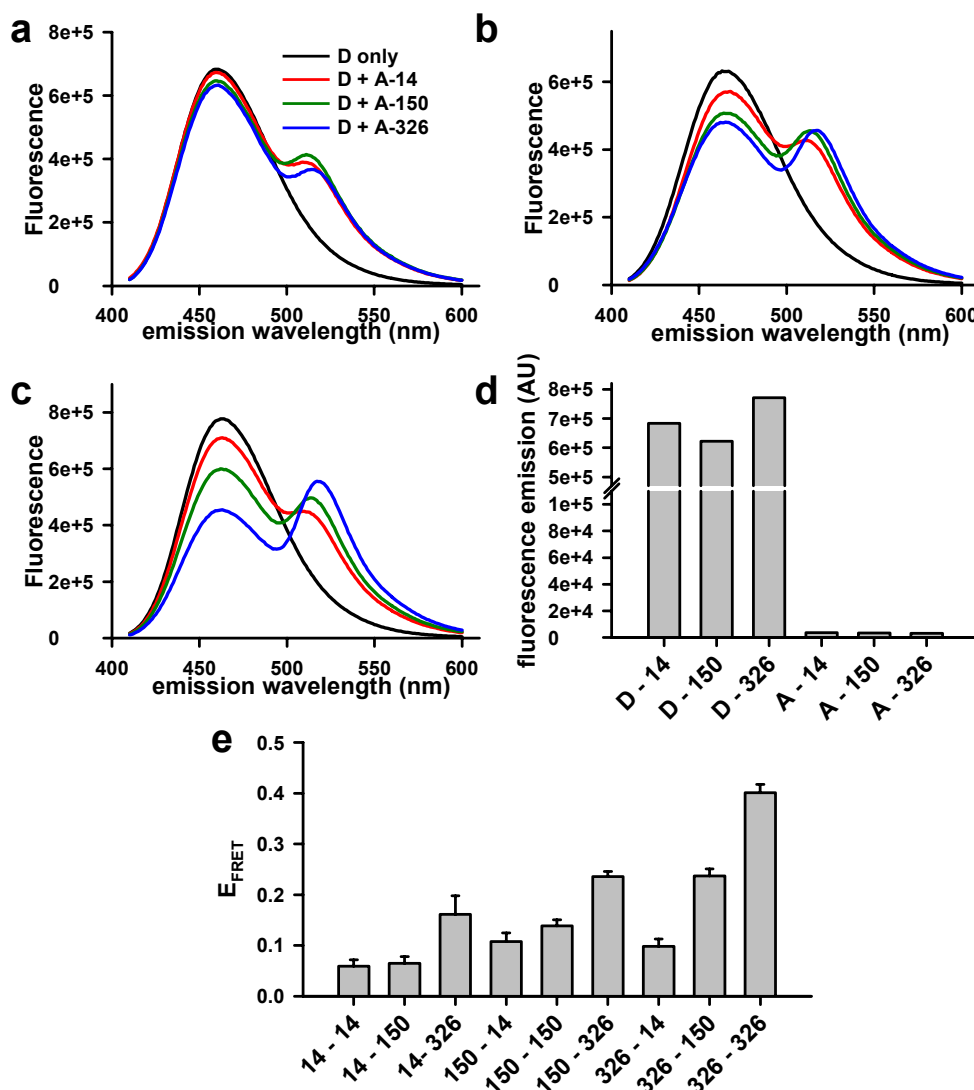 a
8e+5
6e+5
4e+5
2e+5
0
Fluorescence
400 450 500 550 600
emission wavelength (nm)
D only
D + A-14
D + A-150
D + A-326
b
6e+5
4e+5
2e+5
0
Fluorescence
400 450 500 550 600
emission wavelength (nm)
c
8e+5
6e+5
4e+5
2e+5
0
Fluorescence
400 450 500 550 600
emission wavelength (nm)
d
8e+5
7e+5
6e+5
5e+5
1e+5
8e+4
6e+4
4e+4
2e+4
0
fluorescence emission (AU)
D - 14
D - 150
D - 326
A - 14
A - 150
A - 326
e
0.5
0.4
0.3
0.2
0.1
0.0
EFRET
14 - 14
14 - 150
14- 326
150 - 14
150 - 150
150 - 326
326 - 14
326 - 150
326 - 326